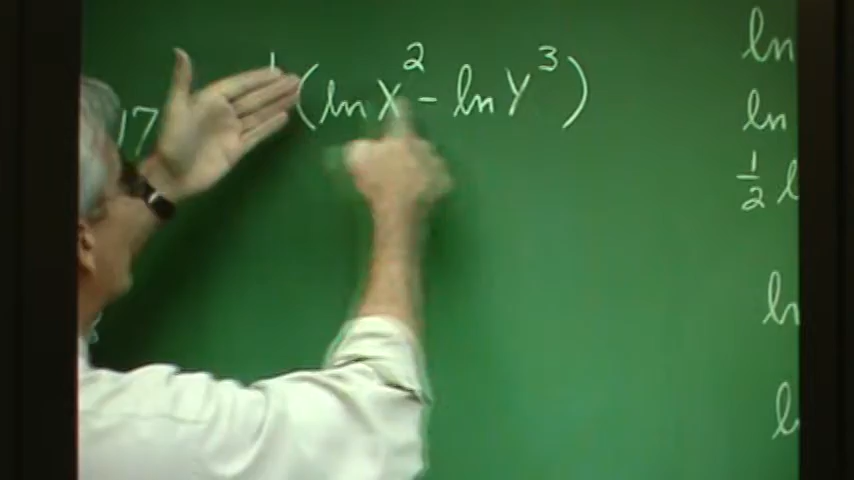 17 (ln x² - ln y³)
ln
ln
1/2 l
ln
l